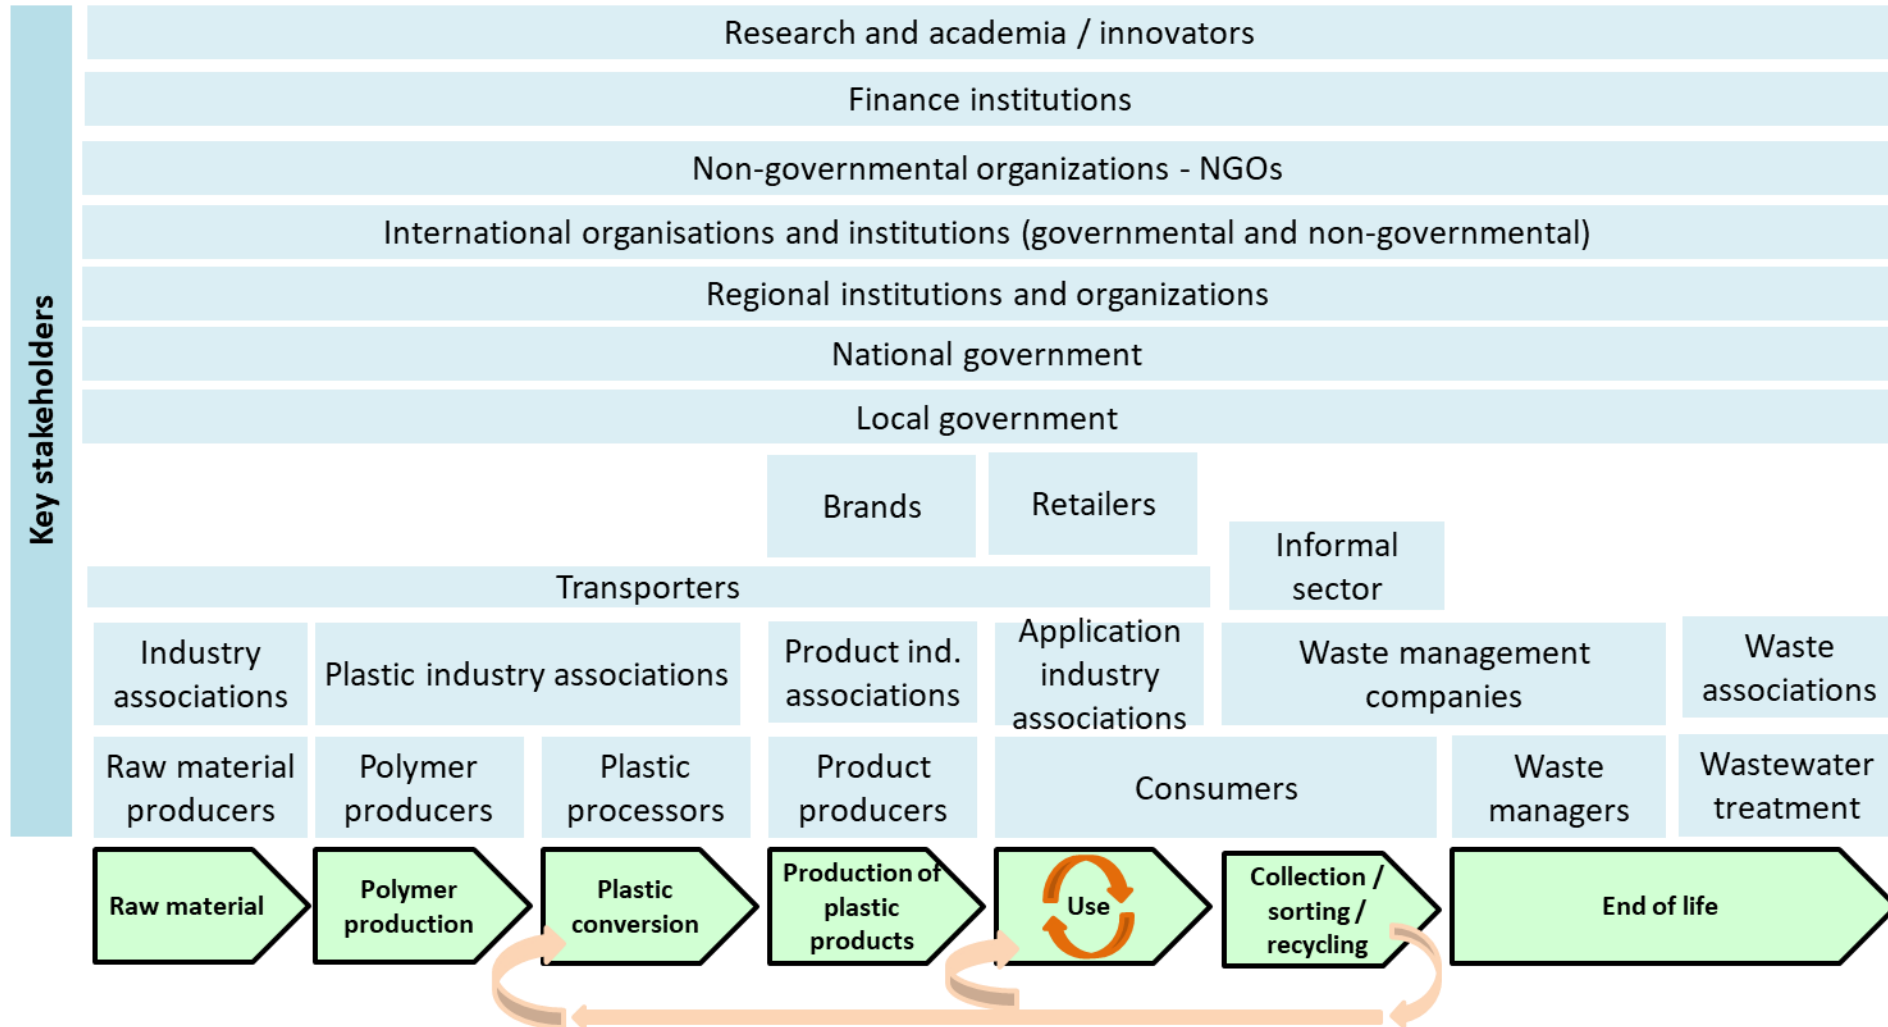 Key stakeholders
Research and academia / innovators
Finance institutions
Non-governmental organizations - NGOs
International organisations and institutions (governmental and non-governmental)
Regional institutions and organizations
National government
Local government
Brands
Retailers
Informal
sector
Transporters
Industry
associations
Plastic industry associations
Product ind.
associations
Application
industry
associations
Waste management
companies
Waste
associations
Raw material
producers
Polymer
producers
Plastic
processors
Product
producers
Consumers
Waste
managers
Wastewater
treatment
Raw material
Polymer
production
Plastic
conversion
Production of
plastic
products
Use
Collection /
sorting /
recycling
End of life